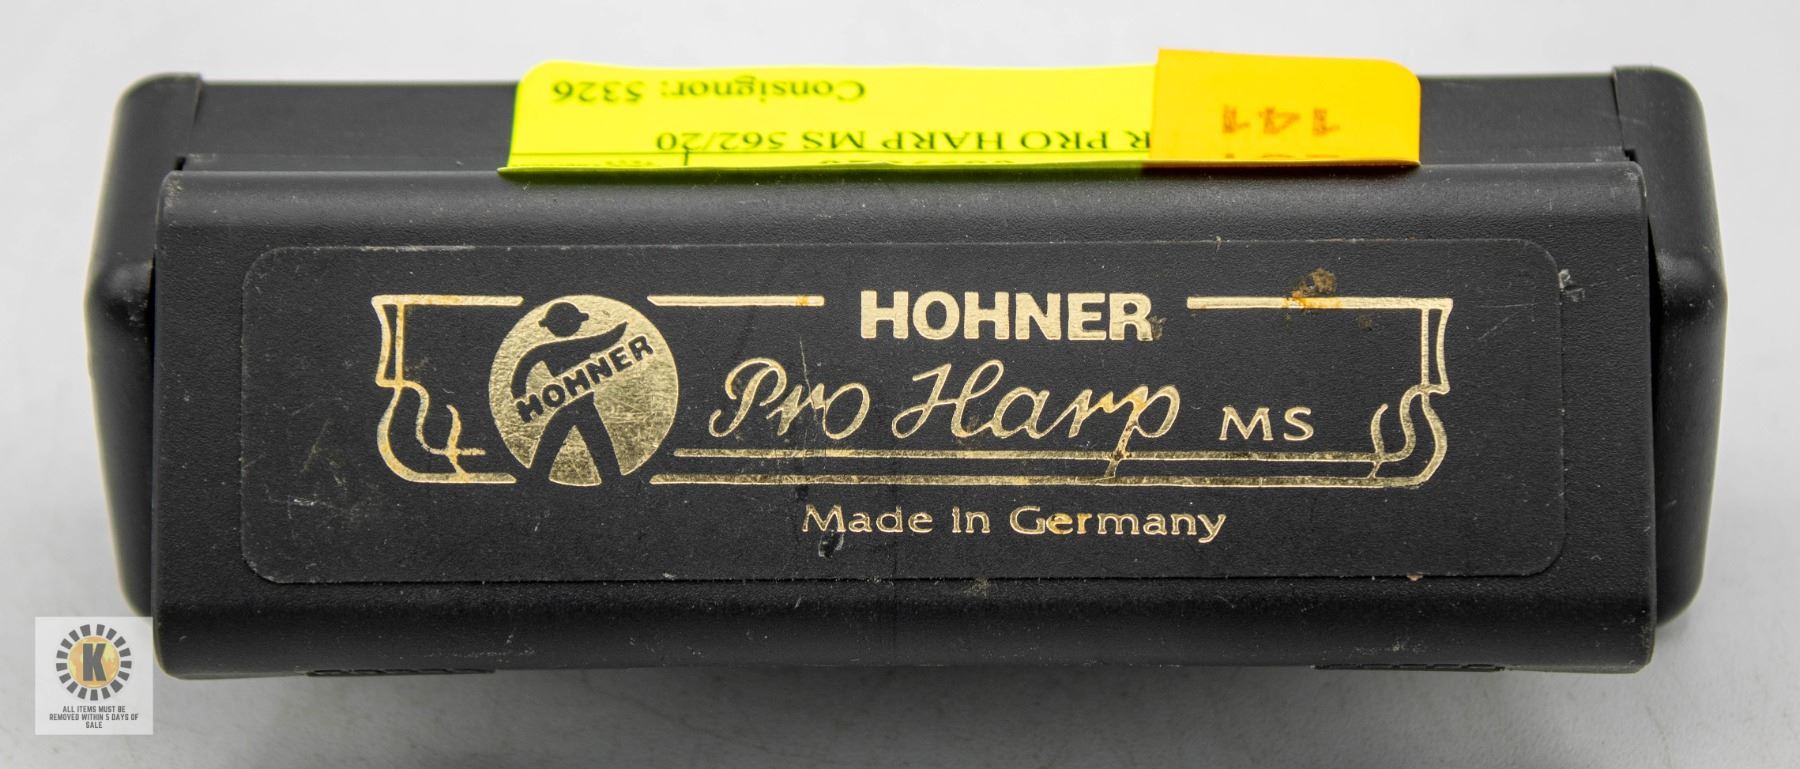 Consignor: 5326
R PRO HARP MS 562/20
141
HOHNER
HOHNER
Pro Harp MS
Made in Germany
K
ALL ITEMS MUST BE
REMOVED WITHIN 5 DAYS OF
SALE